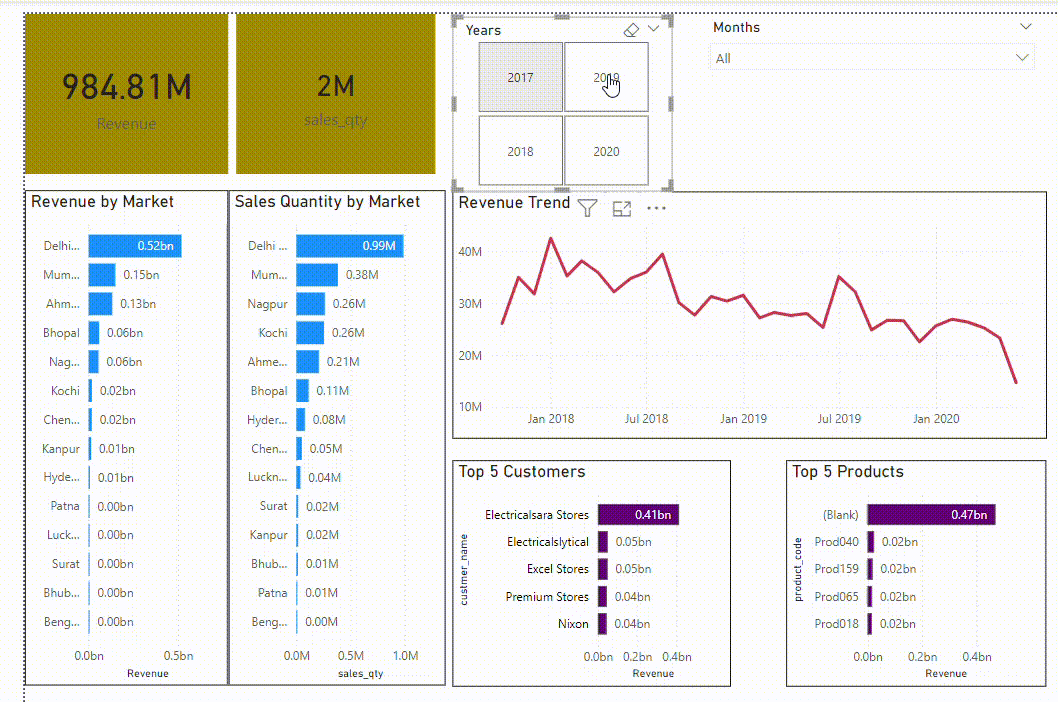 984.81M
Revenue
2M
sales_qty
Years
2017
2018
2020
Months
All
Revenue by Market
Delhi... 0.52bn
Mum... 0.15bn
Ahm... 0.13bn
Bhopal 0.06bn
Nag... 0.06bn
Kochi 0.02bn
Chen... 0.02bn
Kanpur 0.01bn
Hyde... 0.01bn
Patna 0.00bn
Luck... 0.00bn
Surat 0.00bn
Bhub... 0.00bn
Beng... 0.00bn
0.0bn 0.5bn
Revenue
Sales Quantity by Market
Delhi ... 0.99M
Mum... 0.38M
Nagpur 0.26M
Kochi 0.26M
Ahme... 0.21M
Bhopal 0.11M
Hyder... 0.08M
Chen... 0.05M
Luckn... 0.04M
Surat 0.02M
Kanpur 0.02M
Bhub... 0.01M
Patna 0.01M
Beng... 0.00M
0.0M 0.5M 1.0M
sales_qty
Revenue Trend
40M
30M
20M
10M
Jan 2018 Jul 2018 Jan 2019 Jul 2019 Jan 2020
Top 5 Customers
custmer_name
Electricalsara Stores 0.41bn
Electricalslytical 0.05bn
Excel Stores 0.05bn
Premium Stores 0.04bn
Nixon 0.04bn
0.0bn 0.2bn 0.4bn
Revenue
Top 5 Products
product_code
(Blank) 0.47bn
Prod040 0.02bn
Prod159 0.02bn
Prod065 0.02bn
Prod018 0.02bn
0.0bn 0.2bn 0.4bn
Revenue